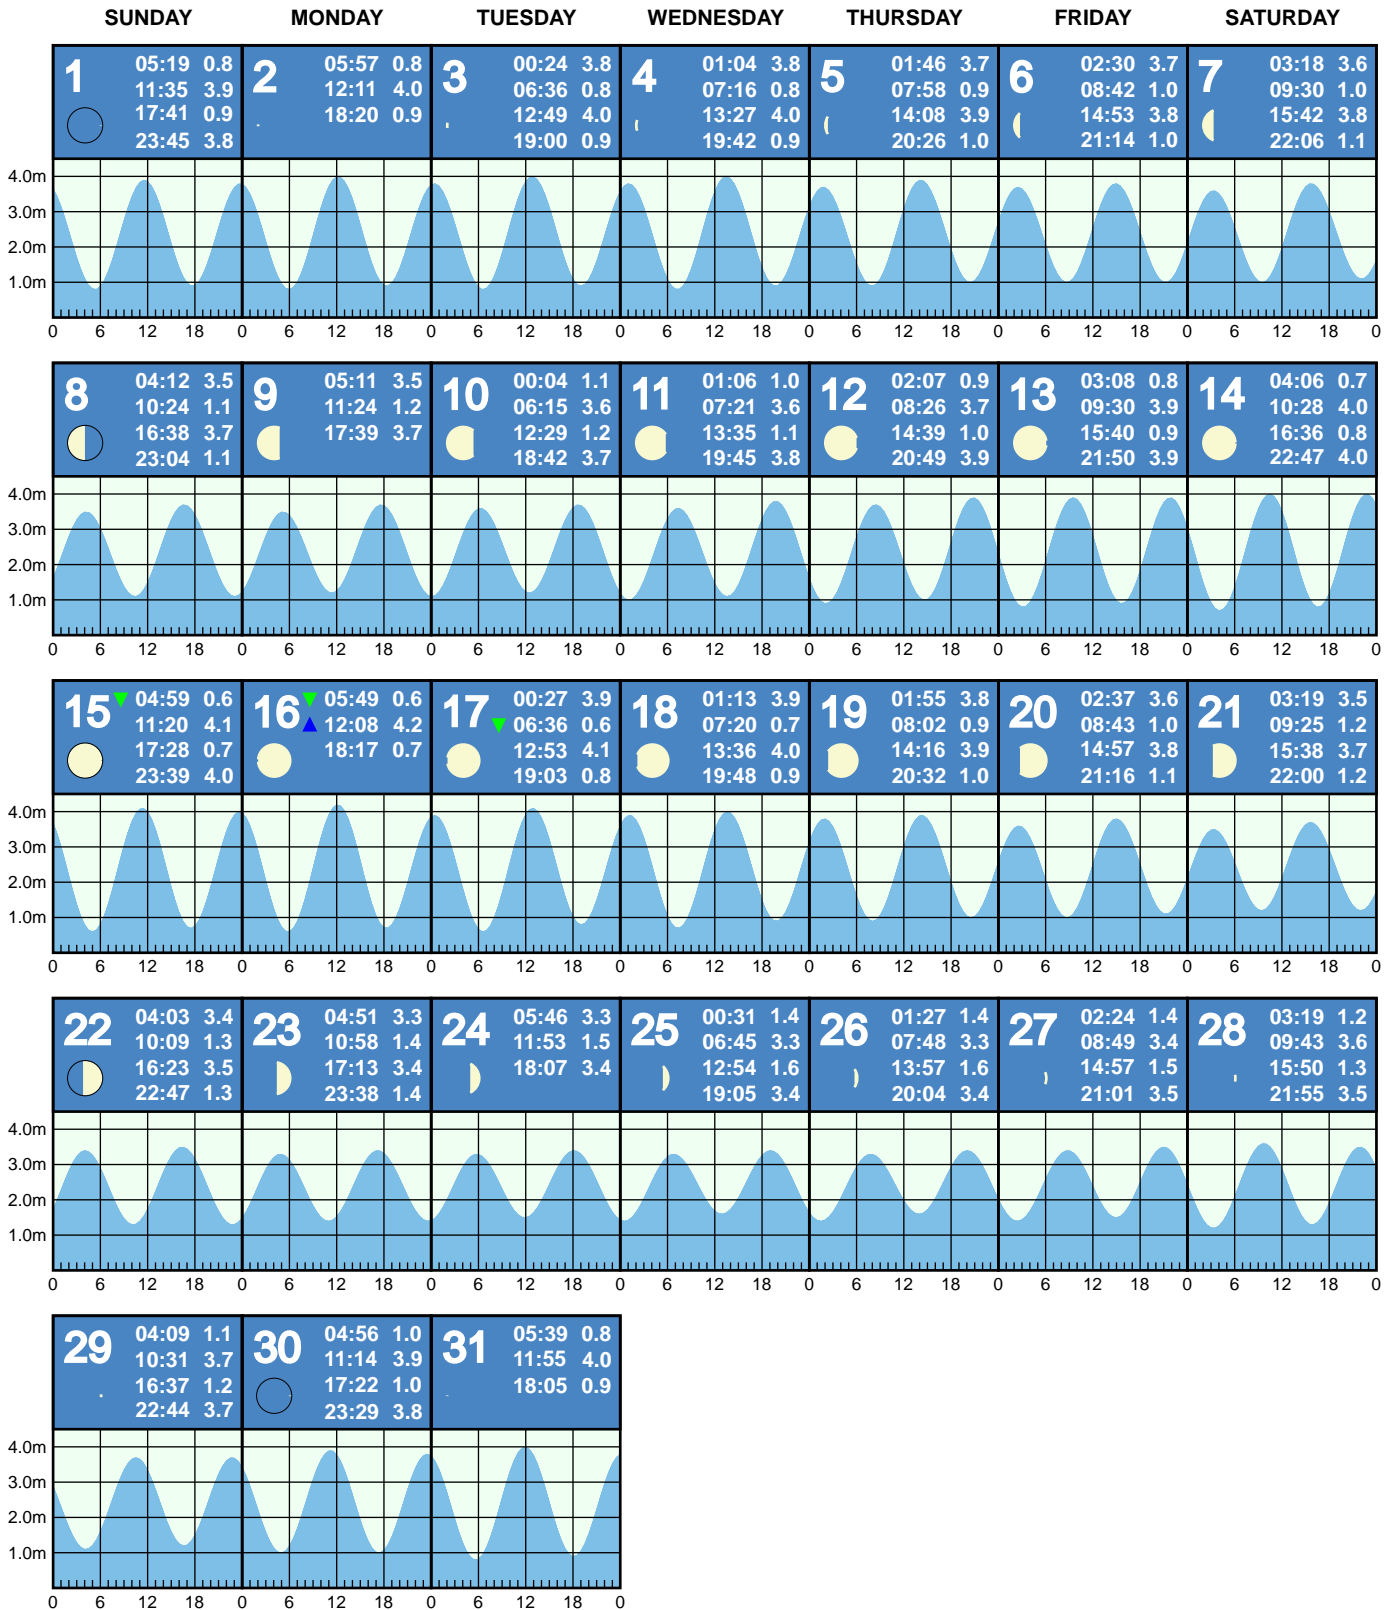 SUNDAY MONDAY TUESDAY WEDNESDAY THURSDAY FRIDAY SATURDAY
1 05:19 0.8 11:35 3.9 17:41 0.9 23:45 3.8
2 05:57 0.8 12:11 4.0 18:20 0.9
3 00:24 3.8 06:36 0.8 12:49 4.0 19:00 0.9
4 01:04 3.8 07:16 0.8 13:27 4.0 19:42 0.9
5 01:46 3.7 07:58 0.9 14:08 3.9 20:26 1.0
6 02:30 3.7 08:42 1.0 14:53 3.8 21:14 1.0
7 03:18 3.6 09:30 1.0 15:42 3.8 22:06 1.1
4.0m
3.0m
2.0m
1.0m
0 6 12 18 0 6 12 18 0 6 12 18 0 6 12 18 0 6 12 18 0 6 12 18 0 6 12 18 0
8 04:12 3.5 10:24 1.1 16:38 3.7 23:04 1.1
9 05:11 3.5 11:24 1.2 17:39 3.7
10 00:04 1.1 06:15 3.6 12:29 1.2 18:42 3.7
11 01:06 1.0 07:21 3.6 13:35 1.1 19:45 3.8
12 02:07 0.9 08:26 3.7 14:39 1.0 20:49 3.9
13 03:08 0.8 09:30 3.9 15:40 0.9 21:50 3.9
14 04:06 0.7 10:28 4.0 16:36 0.8 22:47 4.0
4.0m
3.0m
2.0m
1.0m
0 6 12 18 0 6 12 18 0 6 12 18 0 6 12 18 0 6 12 18 0 6 12 18 0 6 12 18 0
15 04:59 0.6 11:20 4.1 17:28 0.7 23:39 4.0
16 05:49 0.6 12:08 4.2 18:17 0.7
17 00:27 3.9 06:36 0.6 12:53 4.1 19:03 0.8
18 01:13 3.9 07:20 0.7 13:36 4.0 19:48 0.9
19 01:55 3.8 08:02 0.9 14:16 3.9 20:32 1.0
20 02:37 3.6 08:43 1.0 14:57 3.8 21:16 1.1
21 03:19 3.5 09:25 1.2 15:38 3.7 22:00 1.2
4.0m
3.0m
2.0m
1.0m
0 6 12 18 0 6 12 18 0 6 12 18 0 6 12 18 0 6 12 18 0 6 12 18 0 6 12 18 0
22 04:03 3.4 10:09 1.3 16:23 3.5 22:47 1.3
23 04:51 3.3 10:58 1.4 17:13 3.4 23:38 1.4
24 05:46 3.3 11:53 1.5 18:07 3.4
25 00:31 1.4 06:45 3.3 12:54 1.6 19:05 3.4
26 01:27 1.4 07:48 3.3 13:57 1.6 20:04 3.4
27 02:24 1.4 08:49 3.4 14:57 1.5 21:01 3.5
28 03:19 1.2 09:43 3.6 15:50 1.3 21:55 3.5
4.0m
3.0m
2.0m
1.0m
0 6 12 18 0 6 12 18 0 6 12 18 0 6 12 18 0 6 12 18 0 6 12 18 0 6 12 18 0
29 04:09 1.1 10:31 3.7 16:37 1.2 22:44 3.7
30 04:56 1.0 11:14 3.9 17:22 1.0 23:29 3.8
31 05:39 0.8 11:55 4.0 18:05 0.9
4.0m
3.0m
2.0m
1.0m
0 6 12 18 0 6 12 18 0 6 12 18 0